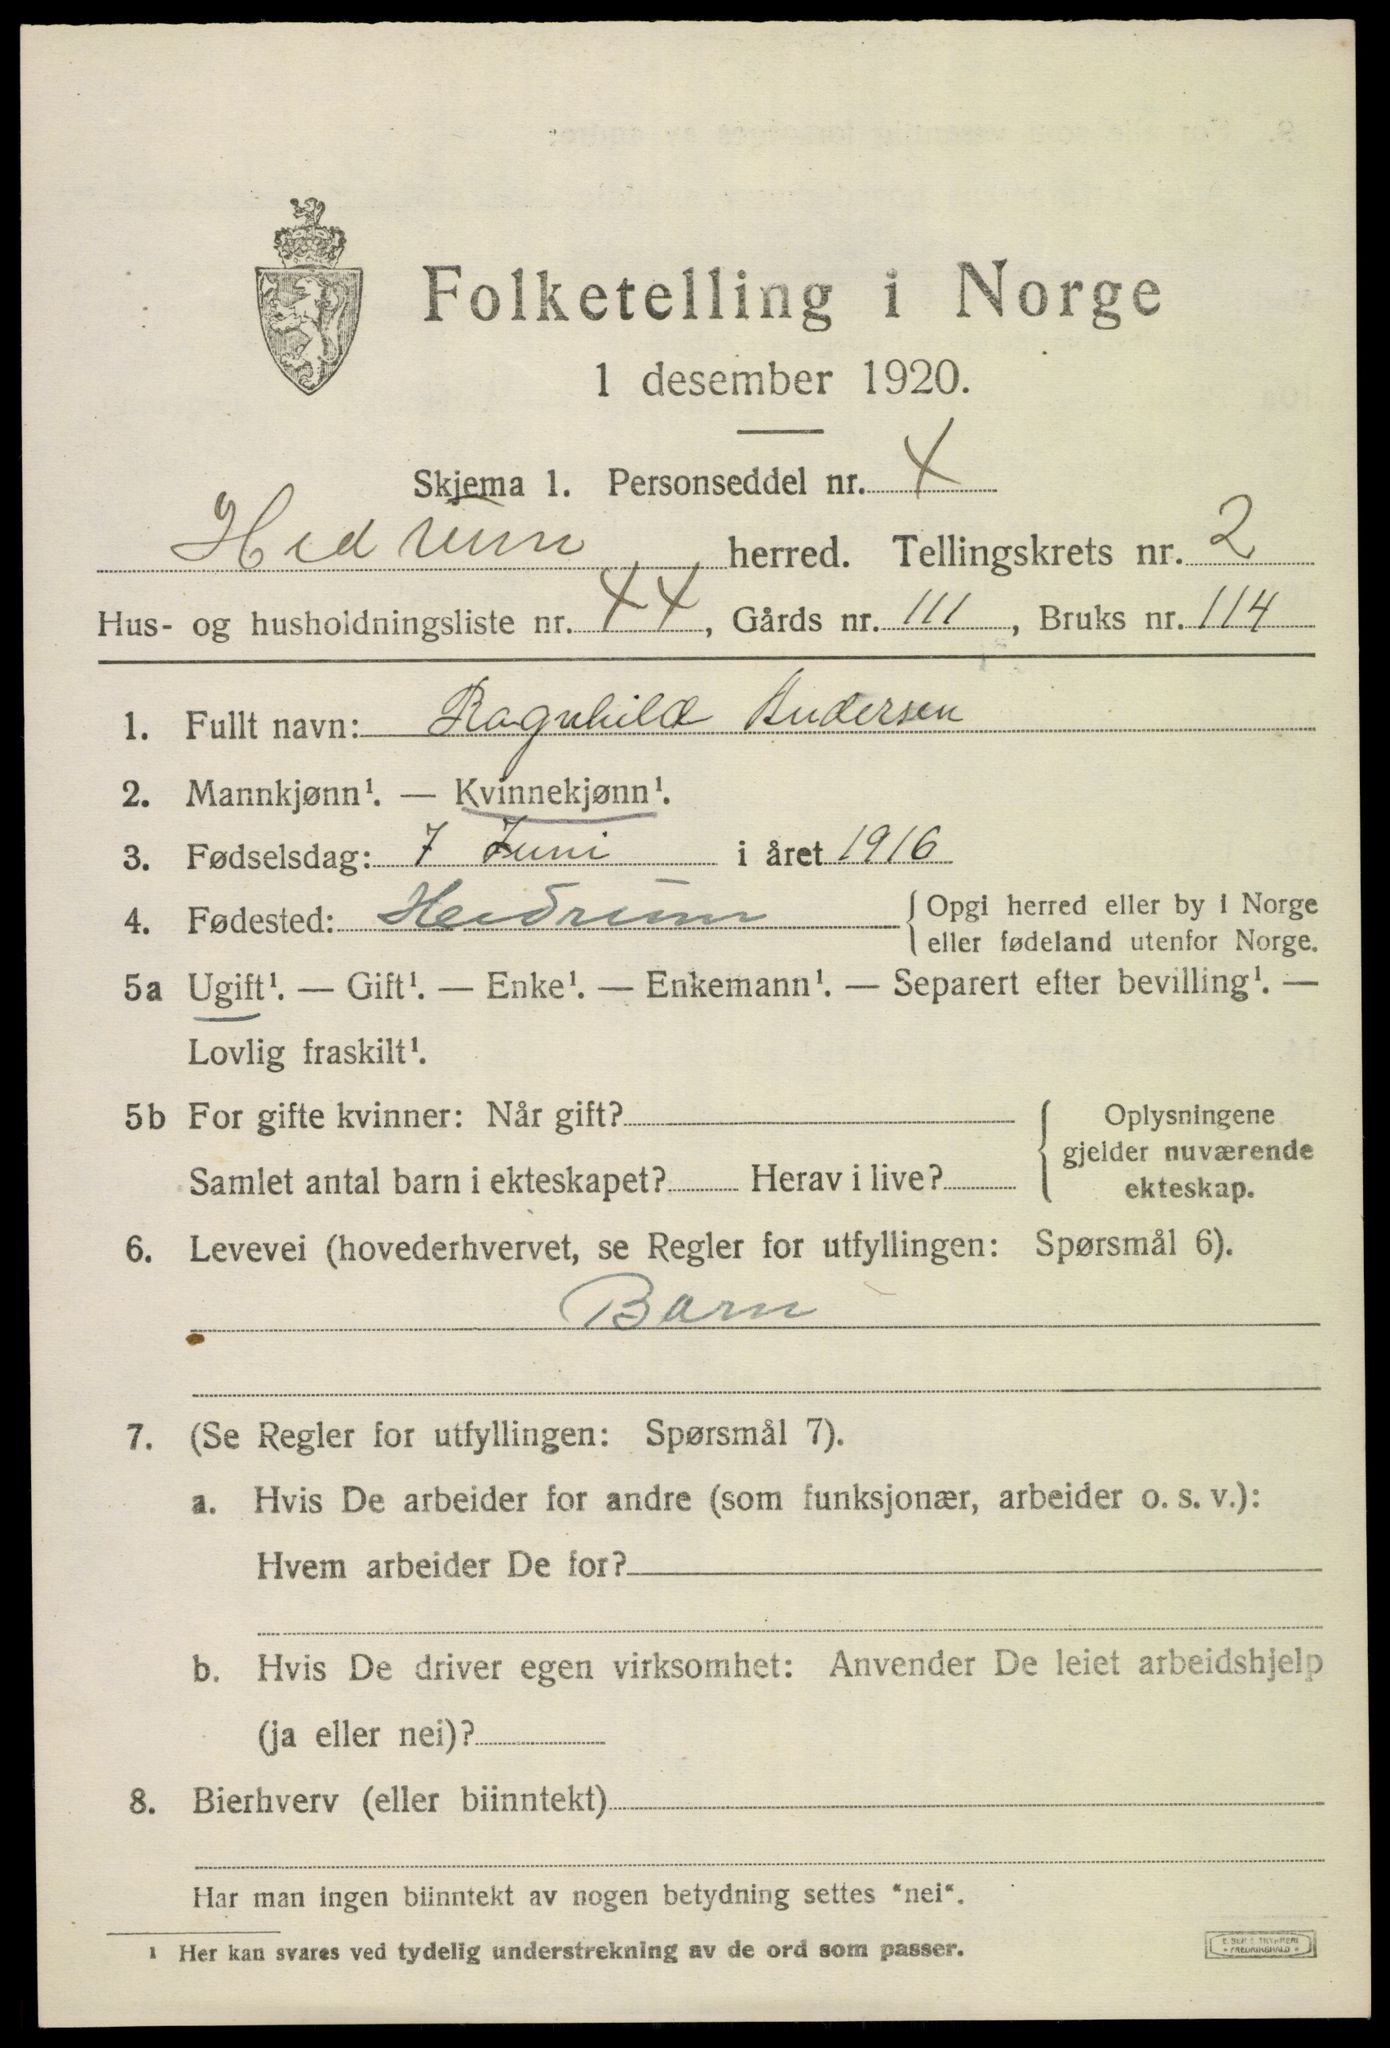 Folketelling i Norge
1 desember 1920.
Skjema 1. Personseddel nr. 4
Hedrum herred. Tellingskrets nr. 2
Hus- og husholdningsliste nr. 44, Gårds nr. 111, Bruks nr. 114
1. Fullt navn: Ragnhild Andersen
2. Mannkjønn¹. — Kvinnekjønn¹.
3. Fødselsdag: 7 Juni i året 1916
4. Fødested: Heidrum { Opgi herred eller by i Norge
eller fødeland utenfor Norge.
5a Ugift¹. — Gift¹. — Enke¹. — Enkemann¹. — Separert efter bevilling¹. —
Lovlig fraskilt¹.
5b For gifte kvinner: Når gift?
Samlet antal barn i ekteskapet? Herav i live?
Oplysningene
gjelder nuværende
ekteskap.
6. Levevei (hovederhvervet, se Regler for utfyllingen: Spørsmål 6).
Barn
7. (Se Regler for utfyllingen: Spørsmål 7).
a. Hvis De arbeider for andre (som funksjonær, arbeider o. s. v.):
Hvem arbeider De for?
b. Hvis De driver egen virksomhet: Anvender De leiet arbeidshjelp
(ja eller nei)?
8. Bierhverv (eller biinntekt)
Har man ingen biinntekt av nogen betydning settes "nei".
¹ Her kan svares ved tydelig understrekning av de ord som passer.